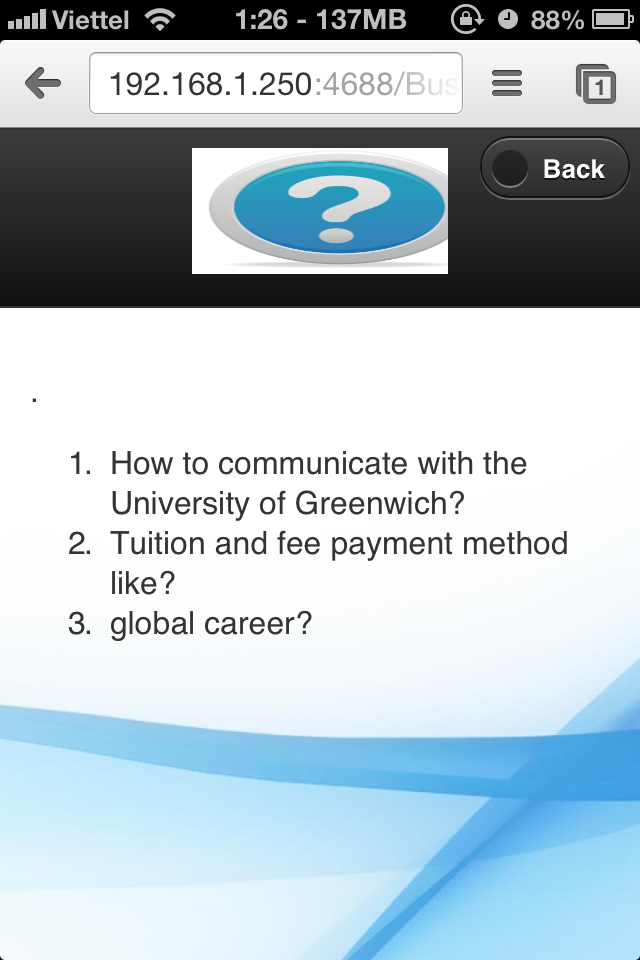 Viettel 1:26 - 137MB 88%
192.168.1.250:4688/Bus
1
Back
?
.
1. How to communicate with the
University of Greenwich?
2. Tuition and fee payment method
like?
3. global career?